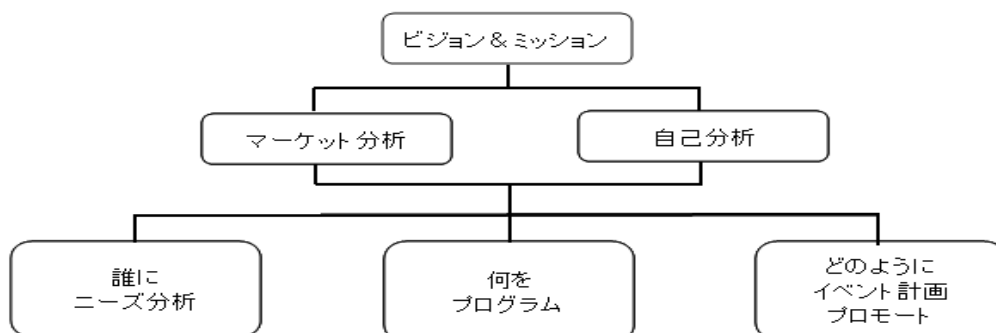 ビジョン＆ミッション
マーケット分析
自己分析
誰に
ニーズ分析
何を
プログラム
どのように
イベント計画
プロモート